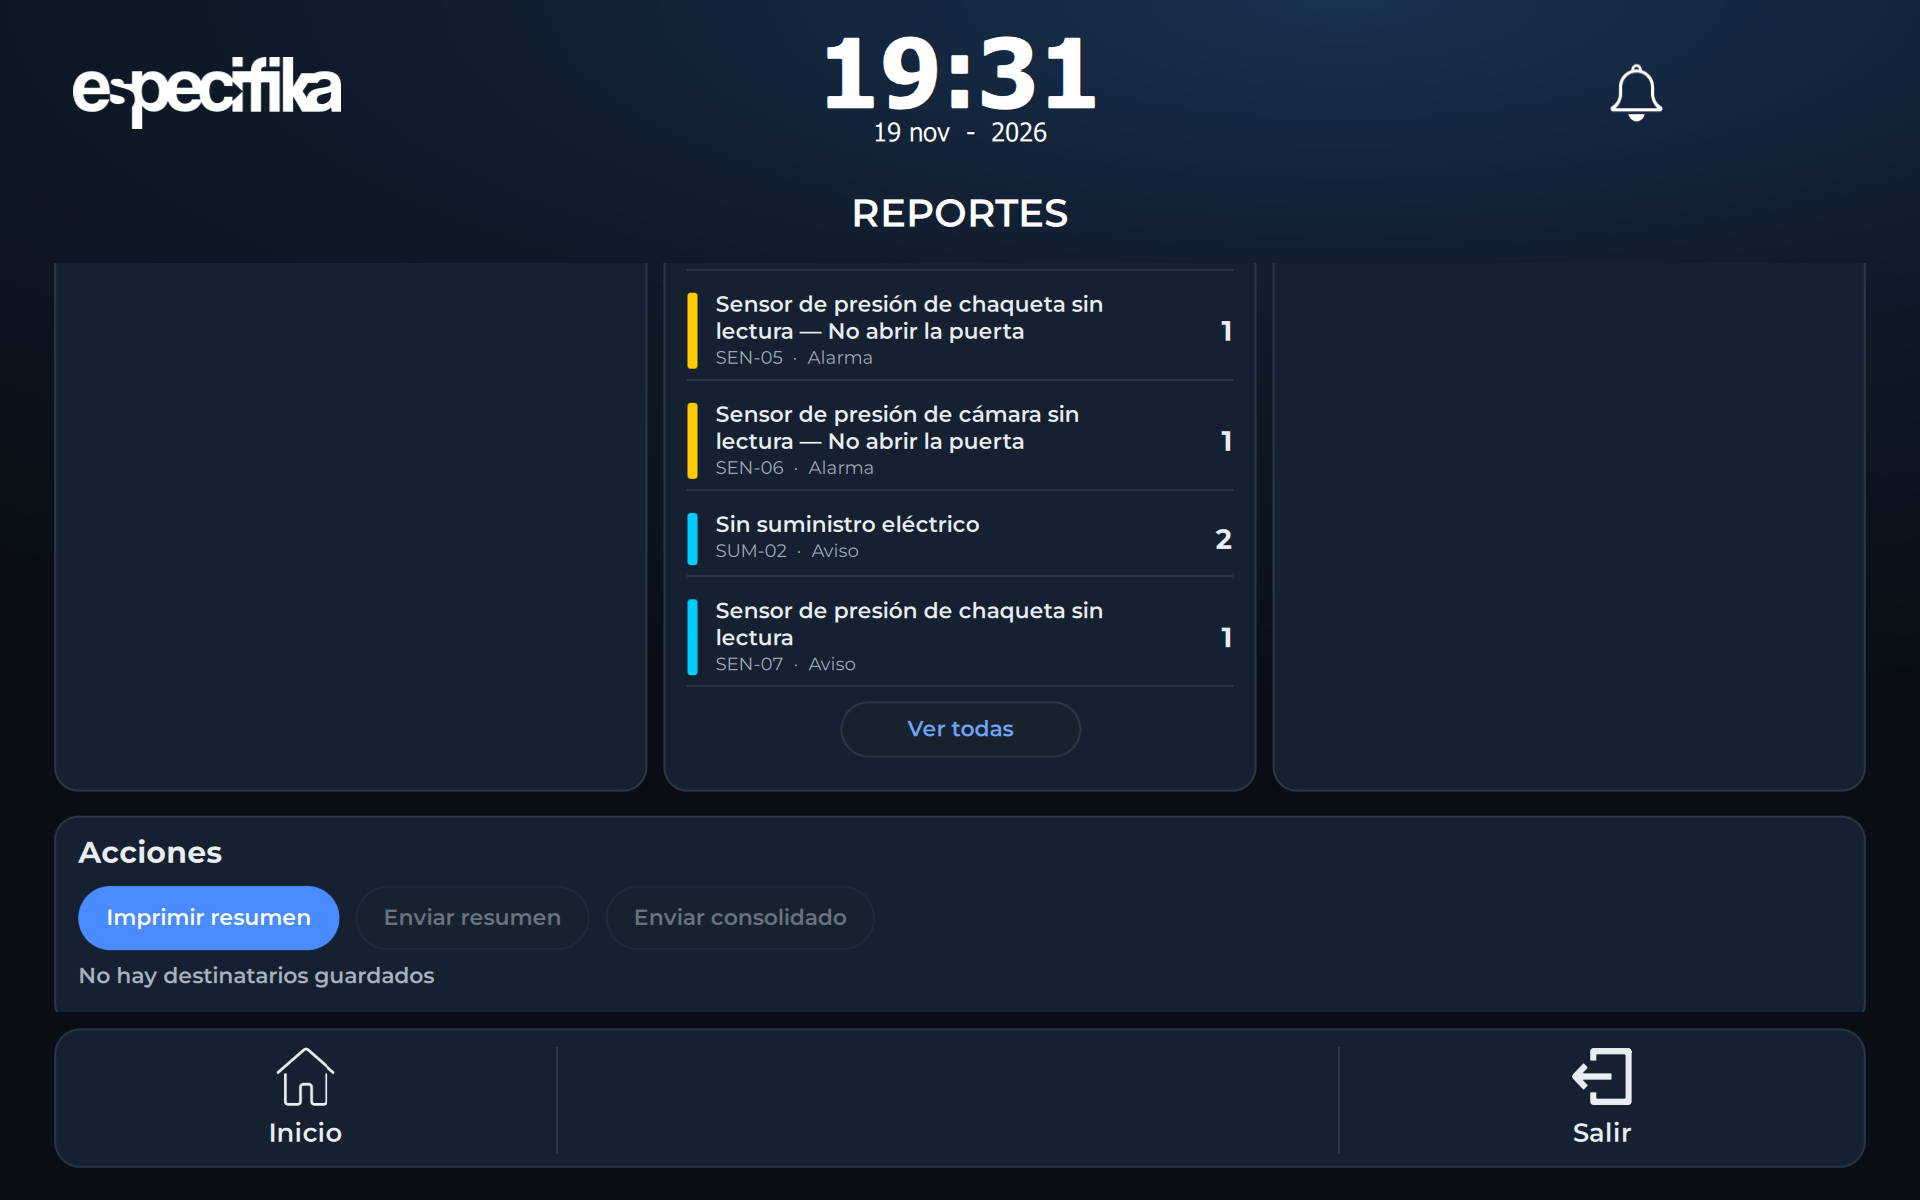 especifika
19:31
19 nov - 2026
REPORTES
Sensor de presión de chaqueta sin
lectura — No abrir la puerta
1
SEN-05 · Alarma
Sensor de presión de cámara sin
lectura — No abrir la puerta
1
SEN-06 · Alarma
Sin suministro eléctrico
2
SUM-02 · Aviso
Sensor de presión de chaqueta sin
lectura
1
SEN-07 · Aviso
Ver todas
Acciones
Imprimir resumen
Enviar resumen
Enviar consolidado
No hay destinatarios guardados
Inicio
Salir